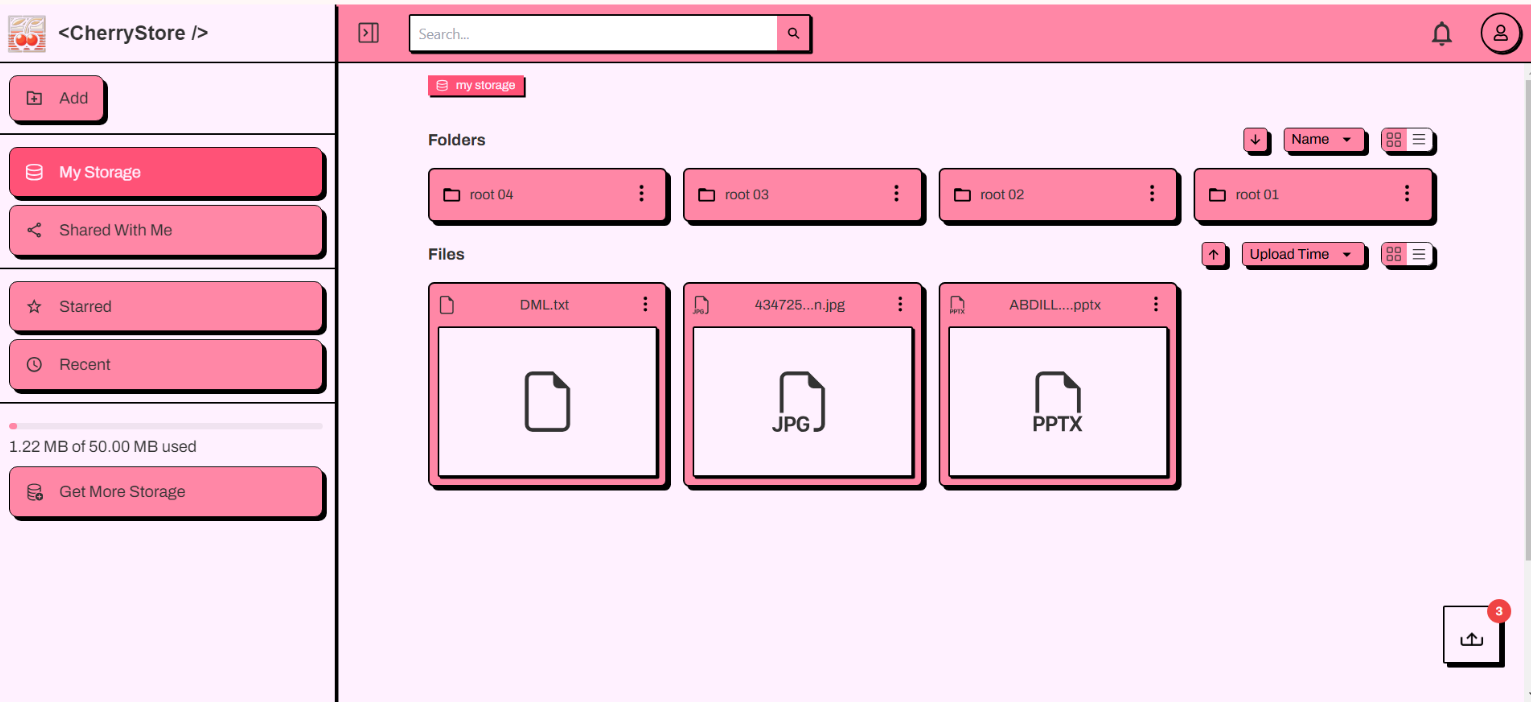 <CherryStore />
Search...
Add
my storage
Folders
Name
My Storage
root 04
root 03
root 02
root 01
Shared With Me
Files
Upload Time
Starred
DML.txt
434725...n.jpg
ABDILL....pptx
JPG
PPTX
Recent
JPG
PPTX
1.22 MB of 50.00 MB used
Get More Storage
3